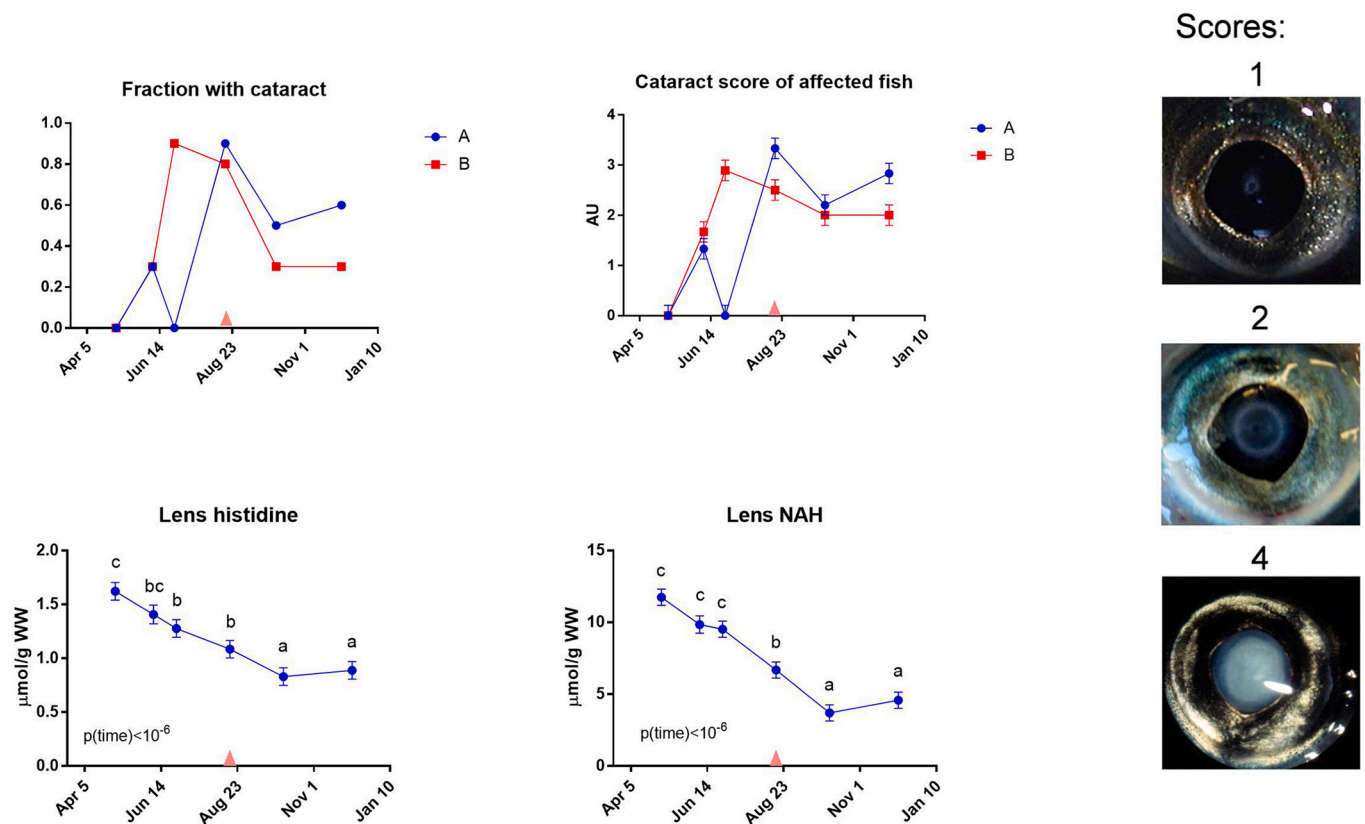 Scores:
Fraction with cataract
1.0
0.8
0.6
0.4
0.2
0.0
Apr 5
Jun 14
Aug 23
Nov 1
Jan 10
A
B
Cataract score of affected fish
AU
4
3
2
1
0
Apr 5
Jun 14
Aug 23
Nov 1
Jan 10
A
B
1
2
4
Lens histidine
μmol/g WW
2.0
1.5
1.0
0.5
0.0
c
bc
b
b
a
a
p(time)<10⁻⁶
Apr 5
Jun 14
Aug 23
Nov 1
Jan 10
Lens NAH
μmol/g WW
15
10
5
0
c
c
c
b
a
a
p(time)<10⁻⁶
Apr 5
Jun 14
Aug 23
Nov 1
Jan 10